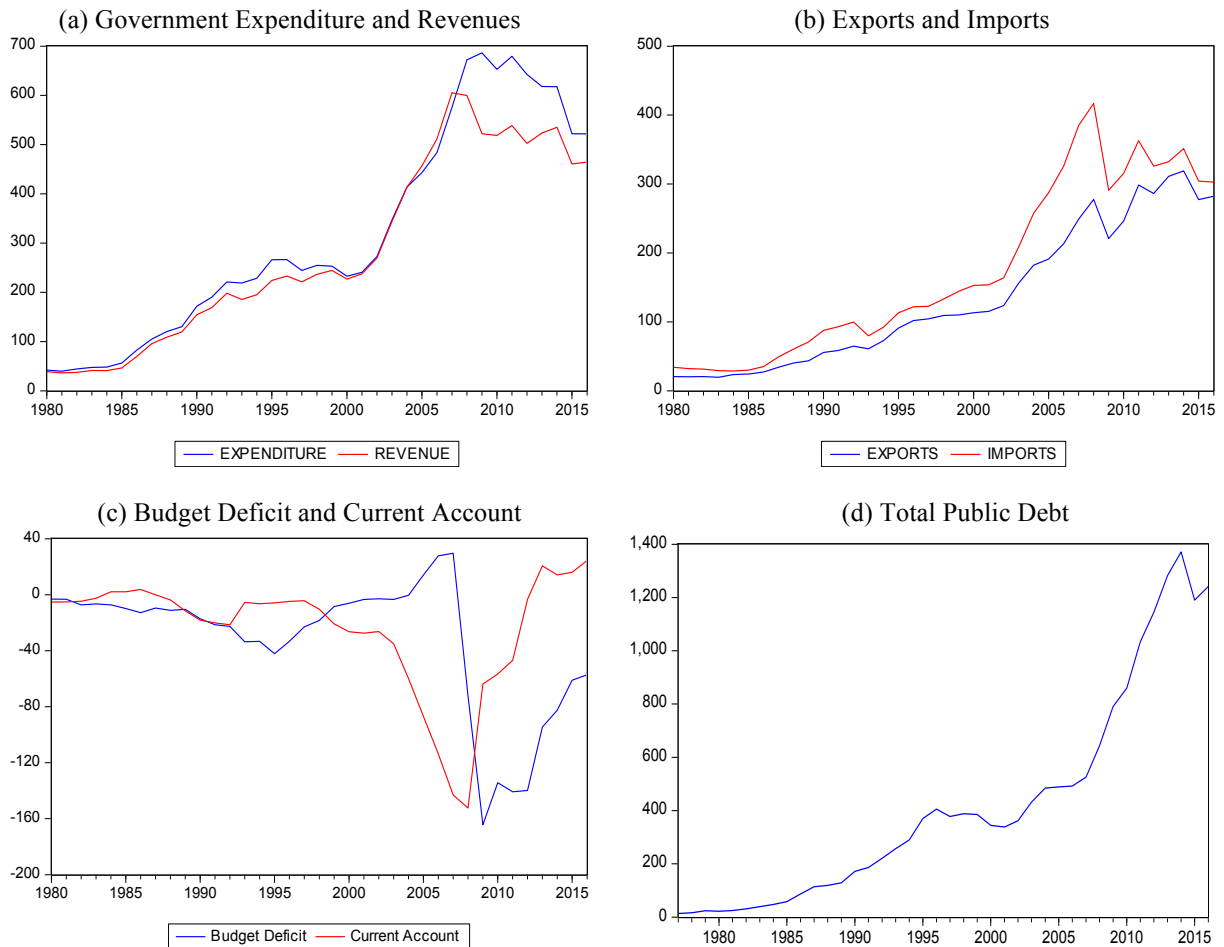 (a) Government Expenditure and Revenues
700
600
500
400
300
200
100
0
1980 1985 1990 1995 2000 2005 2010 2015
EXPENDITURE REVENUE
(b) Exports and Imports
500
400
300
200
100
0
1980 1985 1990 1995 2000 2005 2010 2015
EXPORTS IMPORTS
(c) Budget Deficit and Current Account
40
0
-40
-80
-120
-160
-200
1980 1985 1990 1995 2000 2005 2010 2015
Budget Deficit Current Account
(d) Total Public Debt
1,400
1,200
1,000
800
600
400
200
0
1980 1985 1990 1995 2000 2005 2010 2015